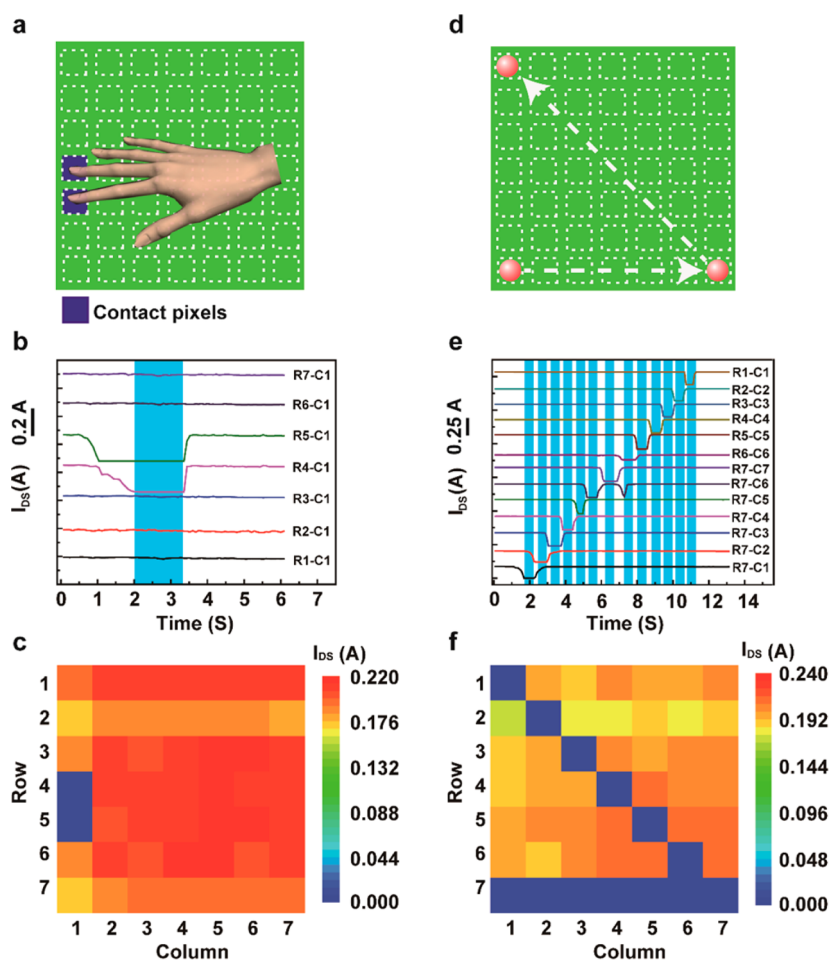 a
Contact pixels
b
0.2 A
I_DS(A)
R7-C1
R6-C1
R5-C1
R4-C1
R3-C1
R2-C1
R1-C1
0 1 2 3 4 5 6 7
Time (S)
c
I_DS (A)
0.220
0.176
0.132
0.088
0.044
0.000
Row
1
2
3
4
5
6
7
1 2 3 4 5 6 7
Column
d
e
0.25 A
I_DS(A)
R1-C1
R2-C2
R3-C3
R4-C4
R5-C5
R6-C6
R7-C7
R7-C6
R7-C5
R7-C4
R7-C3
R7-C2
R7-C1
0 2 4 6 8 10 12 14
Time (S)
f
I_DS (A)
0.240
0.192
0.144
0.096
0.048
0.000
Row
1
2
3
4
5
6
7
1 2 3 4 5 6 7
Column